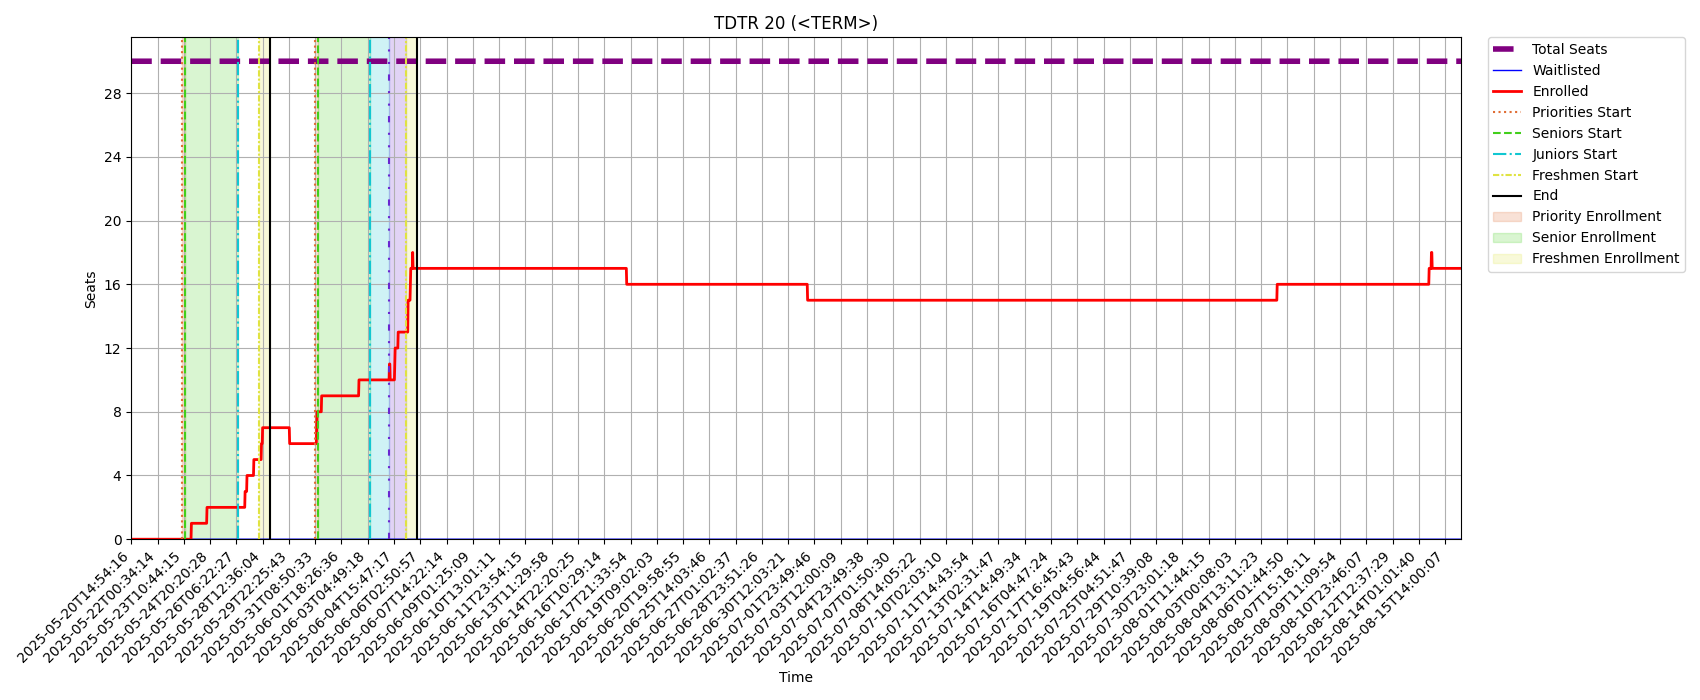 TDTR 20 (<TERM>)
Seats
28
24
20
16
12
8
4
0
2025-05-20T14:54:16
2025-05-22T00:34:14
2025-05-23T10:44:15
2025-05-24T20:20:28
2025-05-26T06:22:27
2025-05-28T12:36:04
2025-05-29T22:25:43
2025-05-31T08:50:33
2025-06-01T18:26:36
2025-06-03T04:49:18
2025-06-04T15:47:17
2025-06-06T02:50:57
2025-06-07T14:22:14
2025-06-09T01:25:09
2025-06-10T13:01:11
2025-06-11T23:54:15
2025-06-13T11:29:58
2025-06-14T22:20:25
2025-06-16T10:29:14
2025-06-17T21:33:54
2025-06-19T09:02:03
2025-06-20T19:58:55
2025-06-25T14:03:46
2025-06-27T01:02:37
2025-06-28T23:51:26
2025-06-30T12:03:21
2025-07-01T23:49:46
2025-07-03T12:00:09
2025-07-04T23:49:38
2025-07-07T01:50:30
2025-07-08T14:05:22
2025-07-10T02:03:10
2025-07-11T14:43:54
2025-07-13T02:31:47
2025-07-14T14:49:34
2025-07-16T04:47:24
2025-07-17T16:45:43
2025-07-19T04:56:44
2025-07-25T04:51:47
2025-07-29T10:39:08
2025-07-30T23:01:18
2025-08-01T11:44:15
2025-08-03T00:08:03
2025-08-04T13:11:23
2025-08-06T01:44:50
2025-08-07T15:18:11
2025-08-09T11:09:54
2025-08-10T23:46:07
2025-08-12T12:37:29
2025-08-14T01:01:40
2025-08-15T14:00:07
Time
Total Seats
Waitlisted
Enrolled
Priorities Start
Seniors Start
Juniors Start
Freshmen Start
End
Priority Enrollment
Senior Enrollment
Freshmen Enrollment